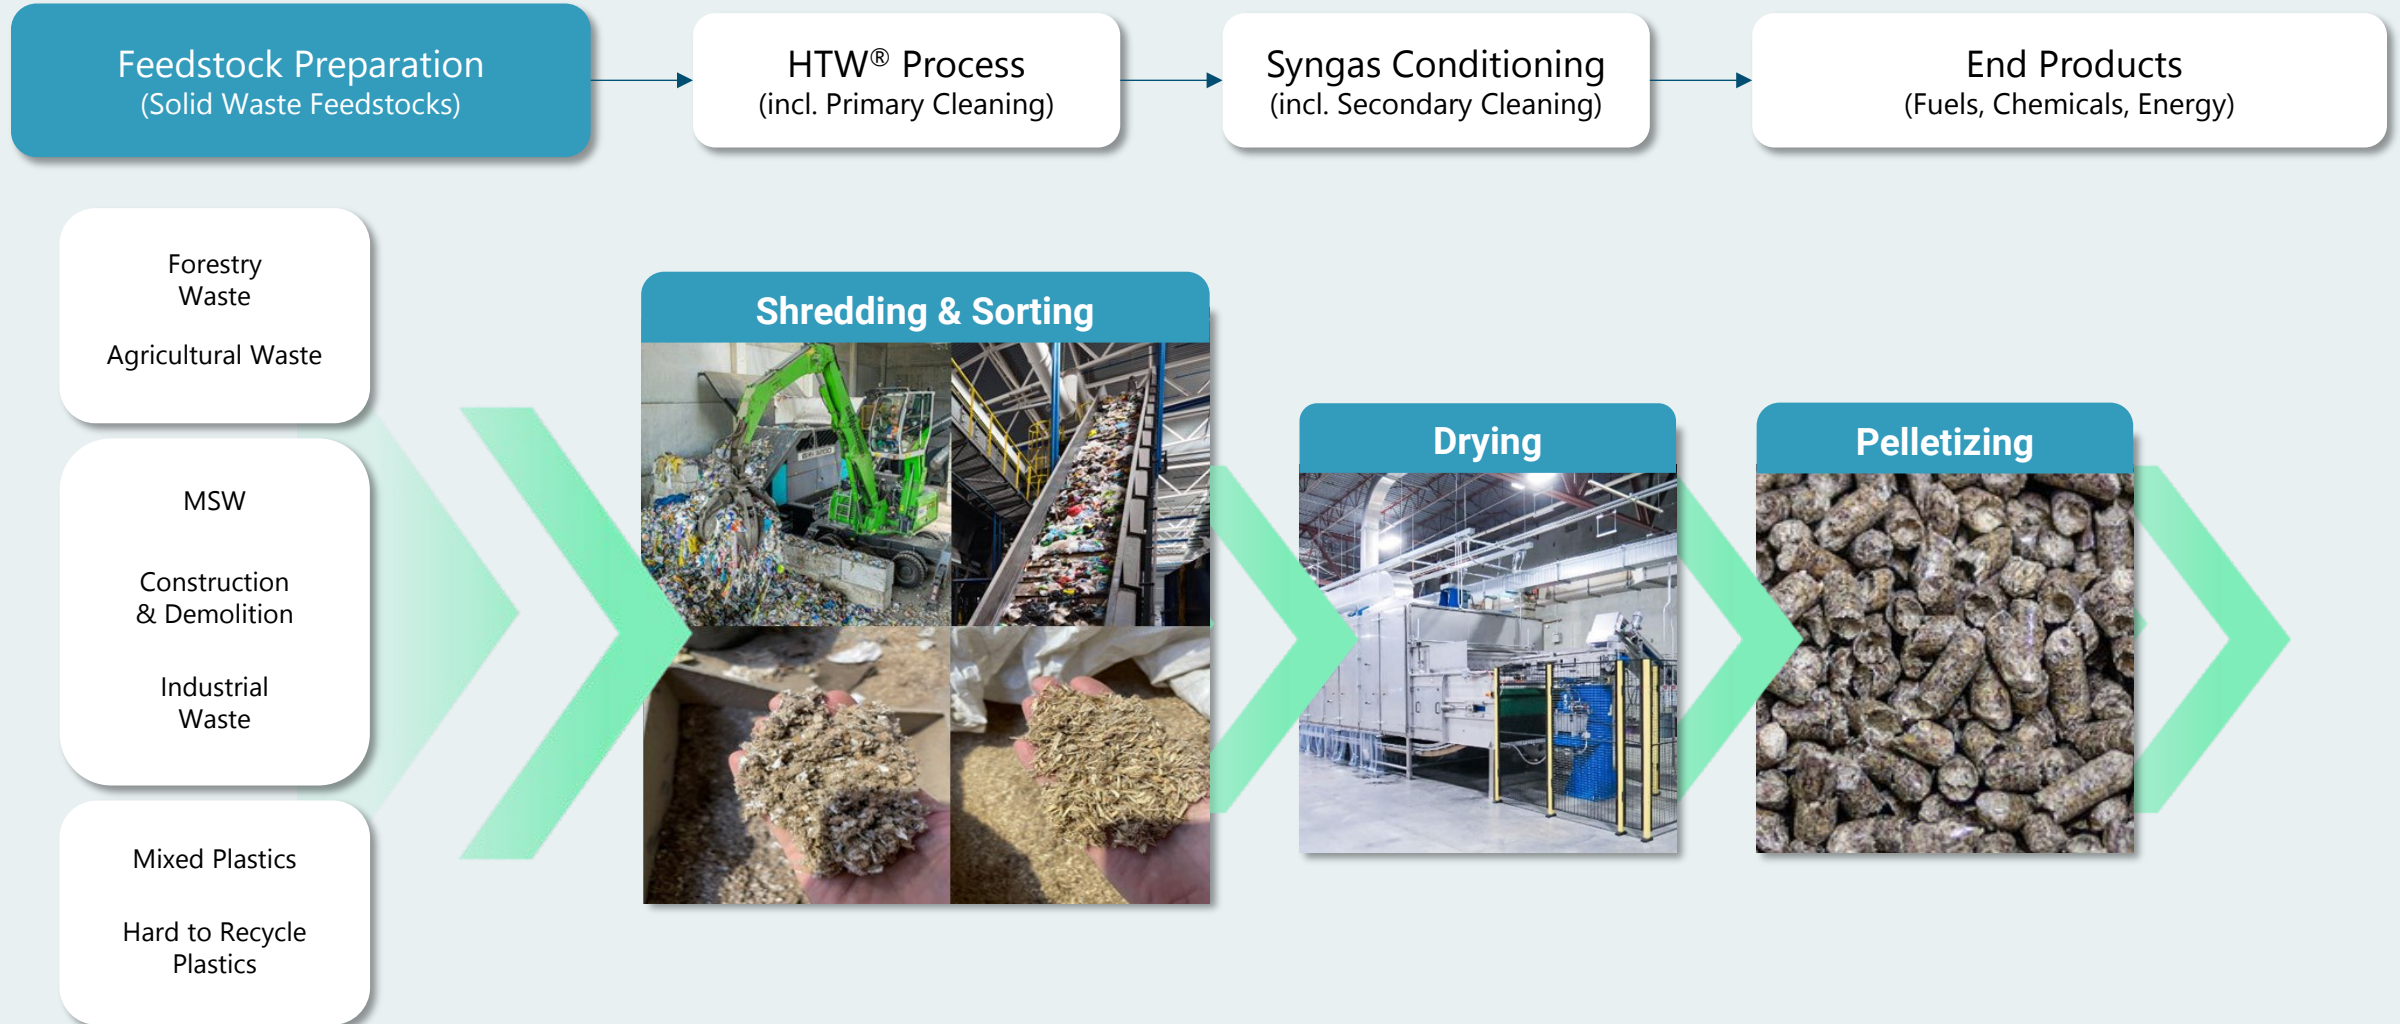 Feedstock Preparation
(Solid Waste Feedstocks)
HTW® Process
(incl. Primary Cleaning)
Syngas Conditioning
(incl. Secondary Cleaning)
End Products
(Fuels, Chemicals, Energy)
Forestry
Waste
Agricultural Waste
MSW
Construction
& Demolition
Industrial
Waste
Mixed Plastics
Hard to Recycle
Plastics
Shredding & Sorting
Drying
Pelletizing